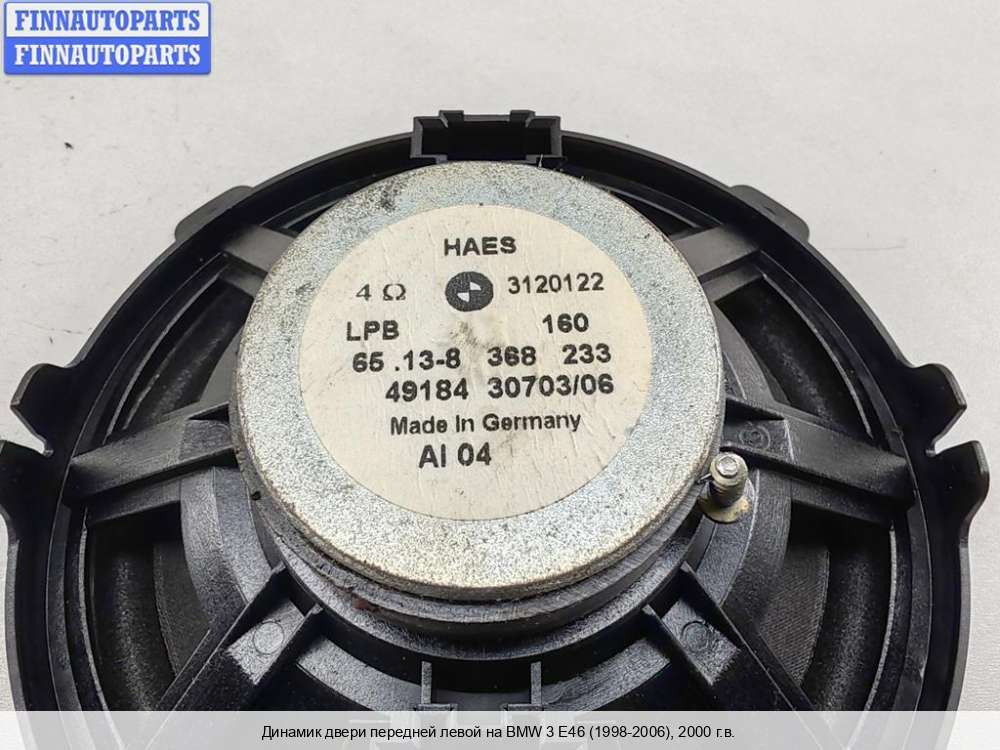 FINNAUTOPARTS
FINNAUTOPARTS
HAES
4 Ω 3120122
LPB 160
65 .13-8 368 233
49184 30703/06
Made In Germany
AI 04
Динамик двери передней левой на BMW 3 E46 (1998-2006), 2000 г.в.